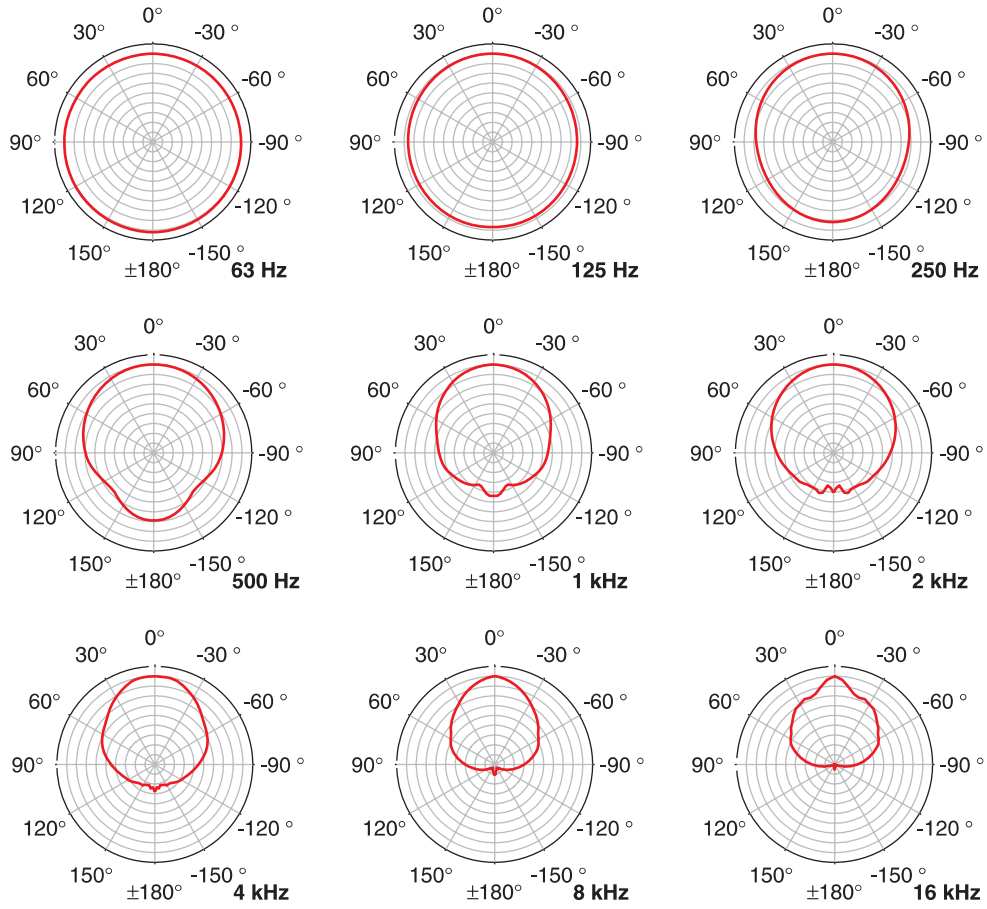 0° 0° 0°
30° -30° 30° -30° 30° -30°
60° -60 ° 60° -60 ° 60° -60 °
90° -90 ° 90° -90 ° 90° -90 °
120° -120 ° 120° -120 ° 120° -120 °
150° -150 ° 150° -150 ° 150° -150 °
±180° 63 Hz ±180° 125 Hz ±180° 250 Hz
0° 0° 0°
30° -30 ° 30° -30 ° 30° -30 °
60° -60 ° 60° -60 ° 60° -60 °
90° -90 ° 90° -90 ° 90° -90 °
120° -120 ° 120° -120 ° 120° -120 °
150° -150 ° 150° -150 ° 150° -150 °
±180° 500 Hz ±180° 1 kHz ±180° 2 kHz
0° 0° 0°
30° -30 ° 30° -30 ° 30° -30 °
60° -60 ° 60° -60 ° 60° -60 °
90° -90 ° 90° -90 ° 90° -90 °
120° -120 ° 120° -120 ° 120° -120 °
150° -150 ° 150° -150 ° 150° -150 °
±180° 4 kHz ±180° 8 kHz ±180° 16 kHz